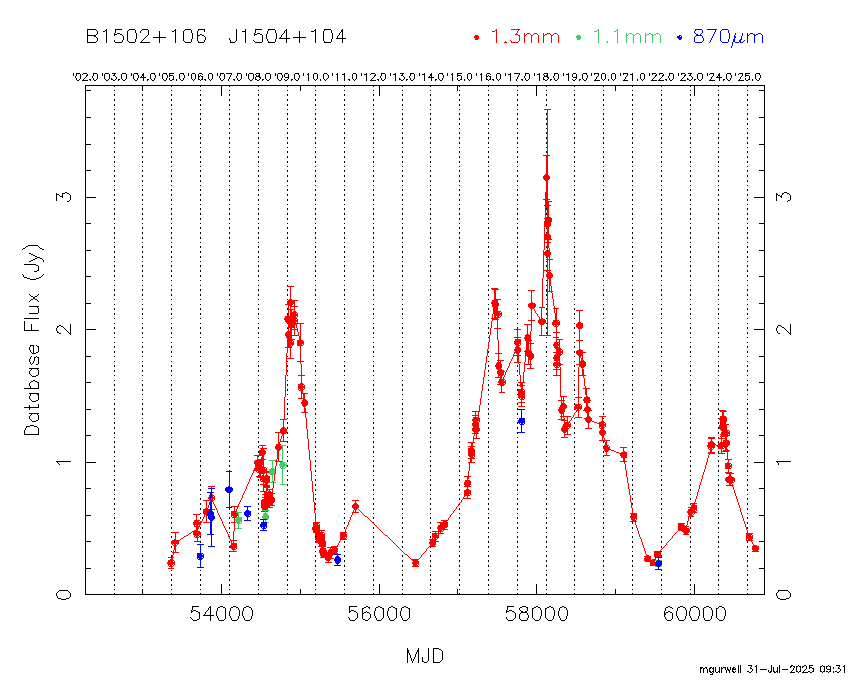 B1502+106 J1504+104 1.3mm 1.1mm 870μm
'02.0 '03.0 '04.0 '05.0 '06.0 '07.0 '08.0 '09.0 '10.0 '11.0 '12.0 '13.0 '14.0 '15.0 '16.0 '17.0 '18.0 '19.0 '20.0 '21.0 '22.0 '23.0 '24.0 '25.0
3 3
2 2
Database Flux (Jy)
1 1
0 0
54000 56000 58000 60000
MJD
mgurwell 31-Jul-2025 09:31